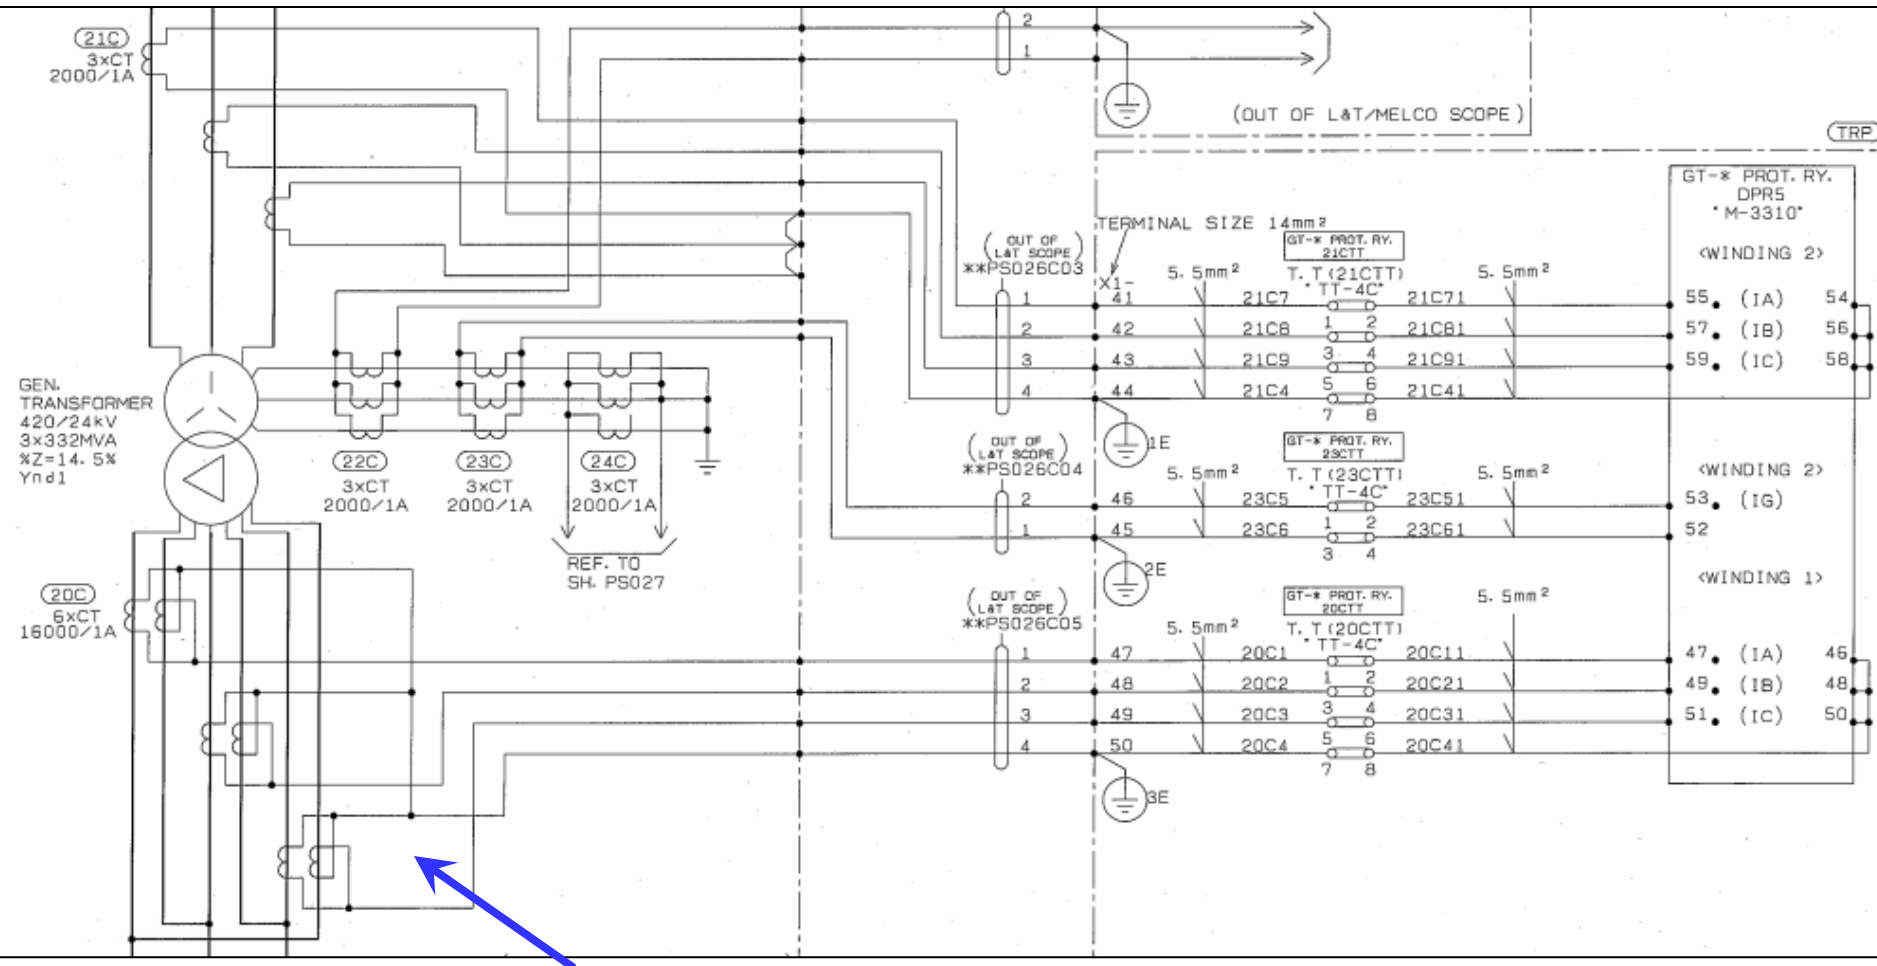 21C
3×CT
2000/1A
2
1
(OUT OF L&T/MELCO SCOPE)
TRP
GT-* PROT. RY.
DPR5
"M-3310"
TERMINAL SIZE 14mm²
<WINDING 2>
(OUT OF
L&T SCOPE)
**PS026C03
X1-
5.5mm²
GT-* PROT. RY.
21CTT
T.T(21CTT)
"TT-4C"
5.5mm²
1 41 21C7 21C71 55 (IA) 54
1 2
2 42 21C8 21C81 57 (IB) 56
3 4
3 43 21C9 21C91 59 (IC) 58
5 6
4 44 21C4 21C41
7 8
1E
GEN.
TRANSFORMER
420/24kV
3×332MVA
%Z=14.5%
Ynd1
22C
3×CT
2000/1A
23C
3×CT
2000/1A
24C
3×CT
2000/1A
REF. TO
SH. PS027
(OUT OF
L&T SCOPE)
**PS026C04
5.5mm²
GT-* PROT. RY.
23CTT
T.T(23CTT)
"TT-4C"
5.5mm²
<WINDING 2>
2 46 23C5 23C51 53 (IG)
1 2
1 45 23C6 23C61 52
3 4
2E
20C
6×CT
16000/1A
(OUT OF
L&T SCOPE)
**PS026C05
5.5mm²
GT-* PROT. RY.
20CTT
T.T(20CTT)
"TT-4C"
5.5mm²
<WINDING 1>
1 47 20C1 20C11 47 (IA) 46
1 2
2 48 20C2 20C21 49 (IB) 48
3 4
3 49 20C3 20C31 51 (IC) 50
5 6
4 50 20C4 20C41
7 8
3E